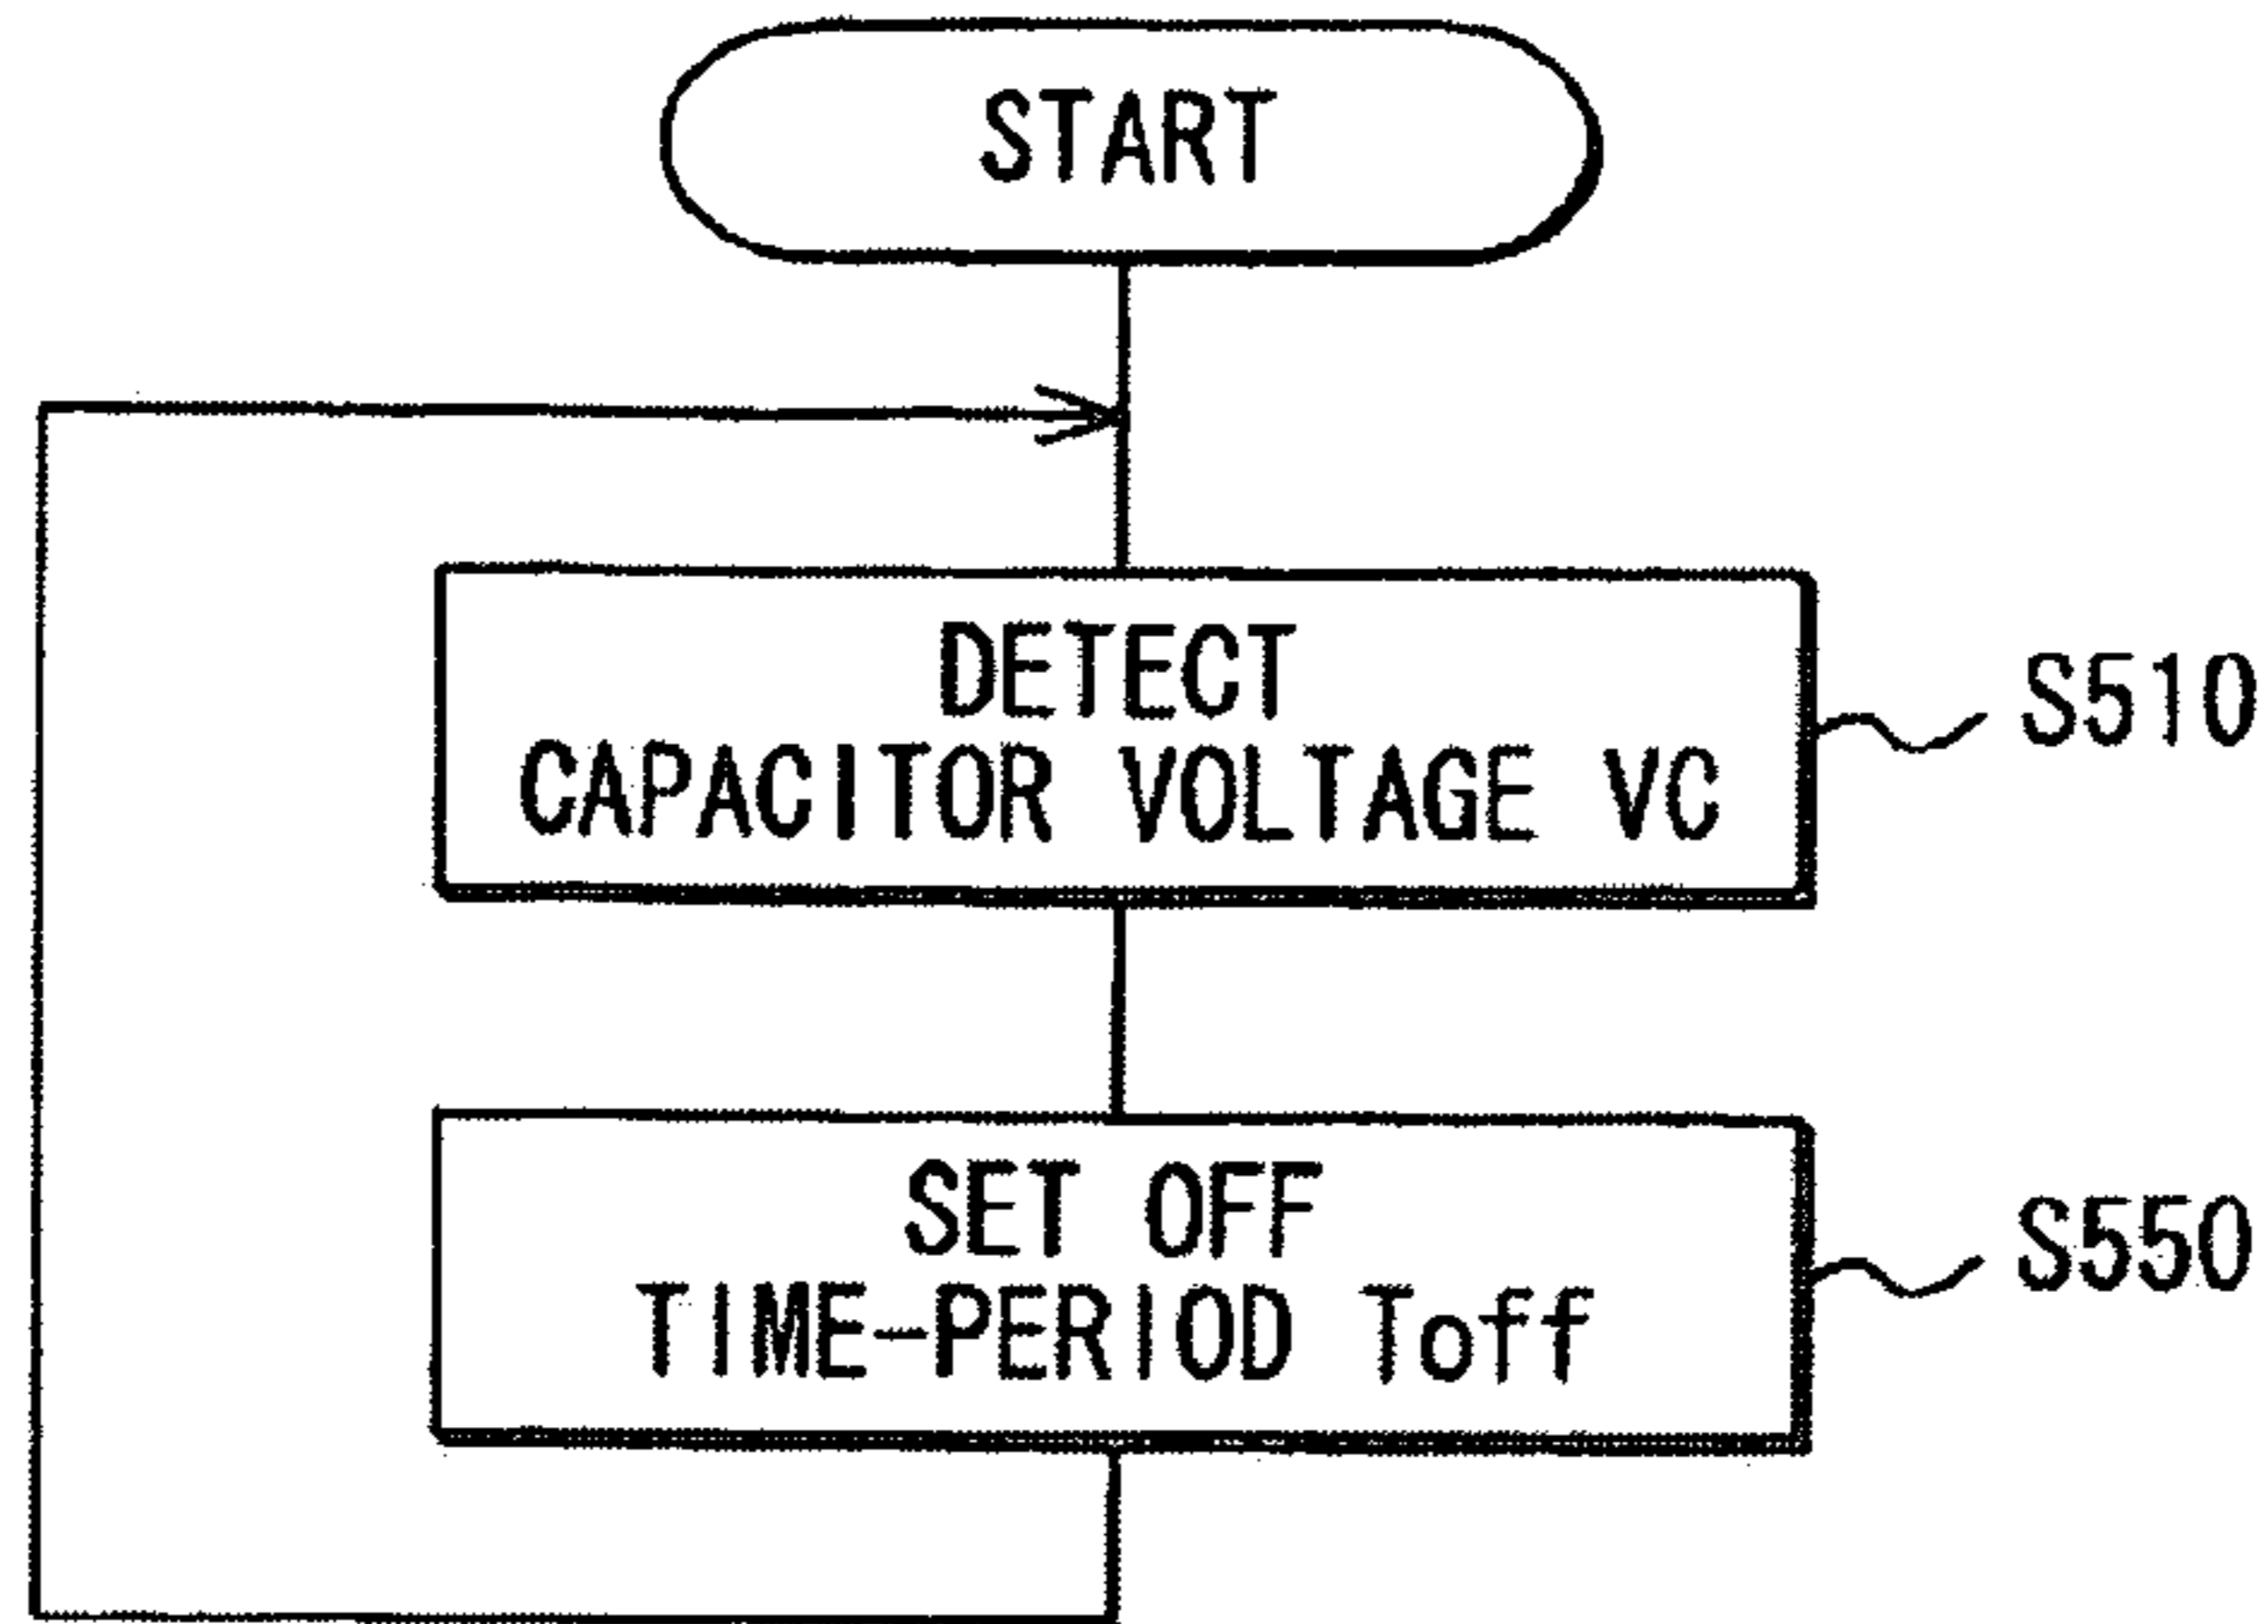 START
DETECT
CAPACITOR VOLTAGE VC
S510
SET OFF
TIME-PERIOD Toff
S550